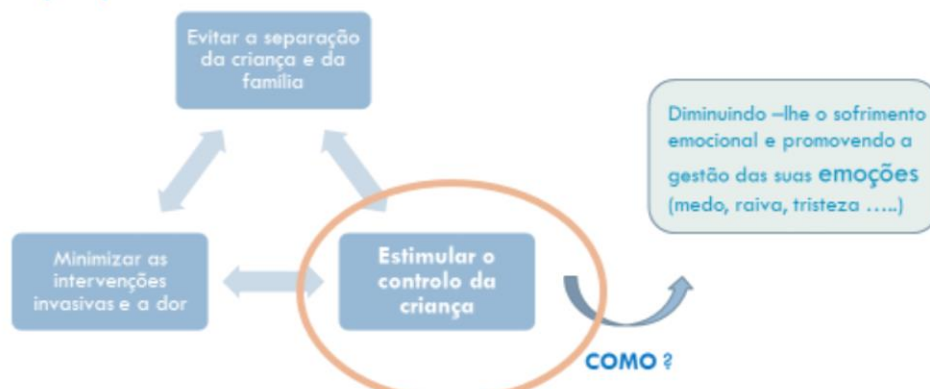 Evitar a separação
da criança e da
família
Diminuindo –lhe o sofrimento
emocional e promovendo a
gestão das suas emoções
(medo, raiva, tristeza …..)
Minimizar as
intervenções
invasivas e a dor
Estimular o
controlo da
criança
COMO ?